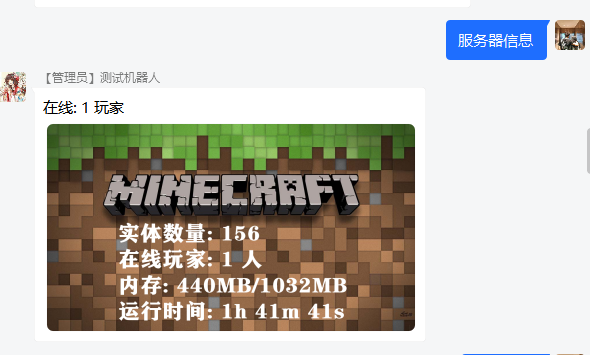 服务器信息
【管理员】测试机器人
在线: 1 玩家
MINECRAFT
实体数量: 156
在线玩家: 1 人
内存: 440MB/1032MB
运行时间: 1h 41m 41s